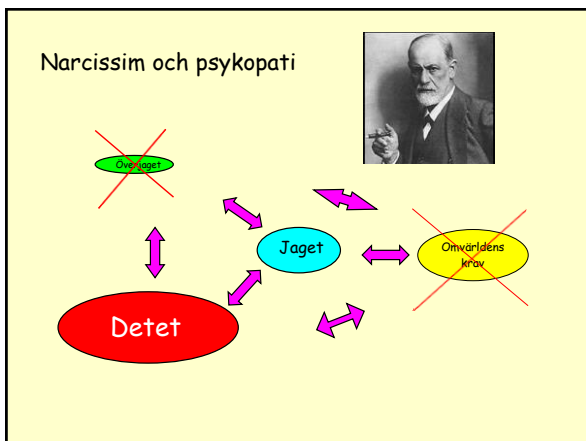 Narcissim och psykopati
Överjaget
Jaget
Omvärldens
krav
Detet